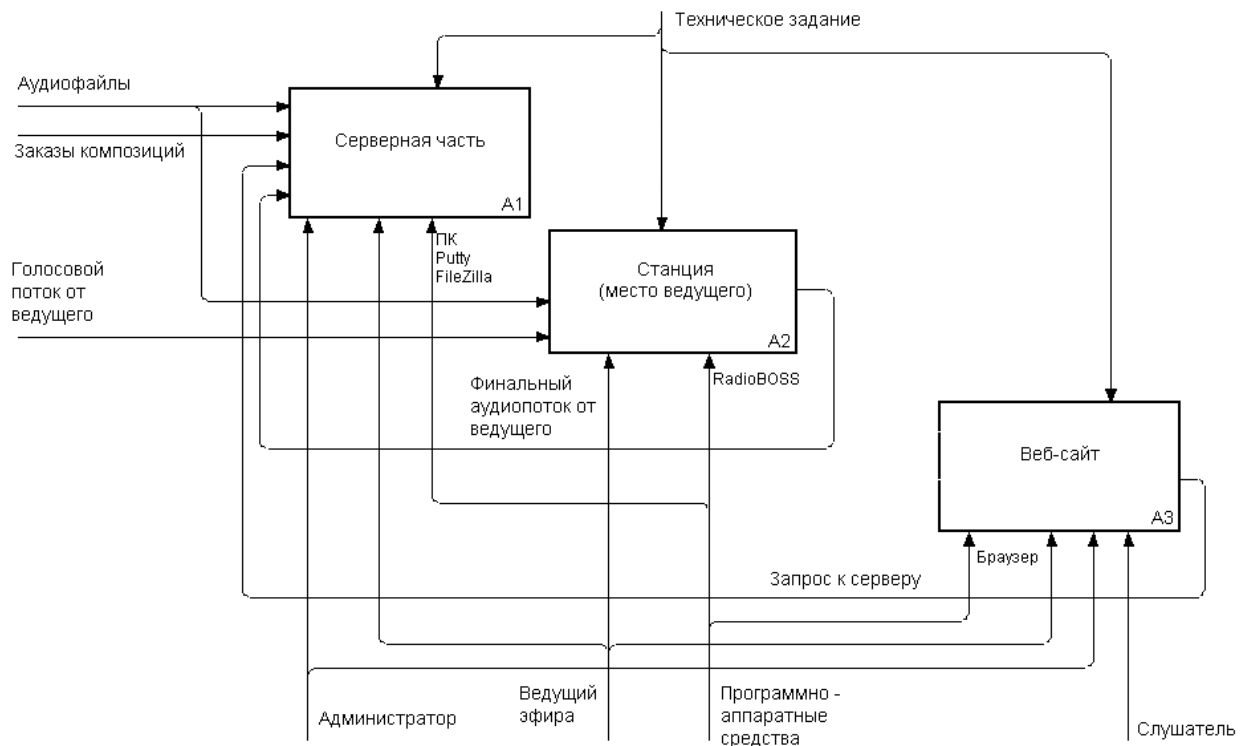 Техническое задание
Аудиофайлы
Серверная часть
Заказы композиций
A1
ПК
Putty
FileZilla
Голосовой
поток от
ведущего
Станция
(место ведущего)
A2
RadioBOSS
Финальный
аудиопоток от
ведущего
Веб-сайт
A3
Браузер
Запрос к серверу
Администратор
Ведущий
эфира
Программно -
аппаратные
средства
Слушатель